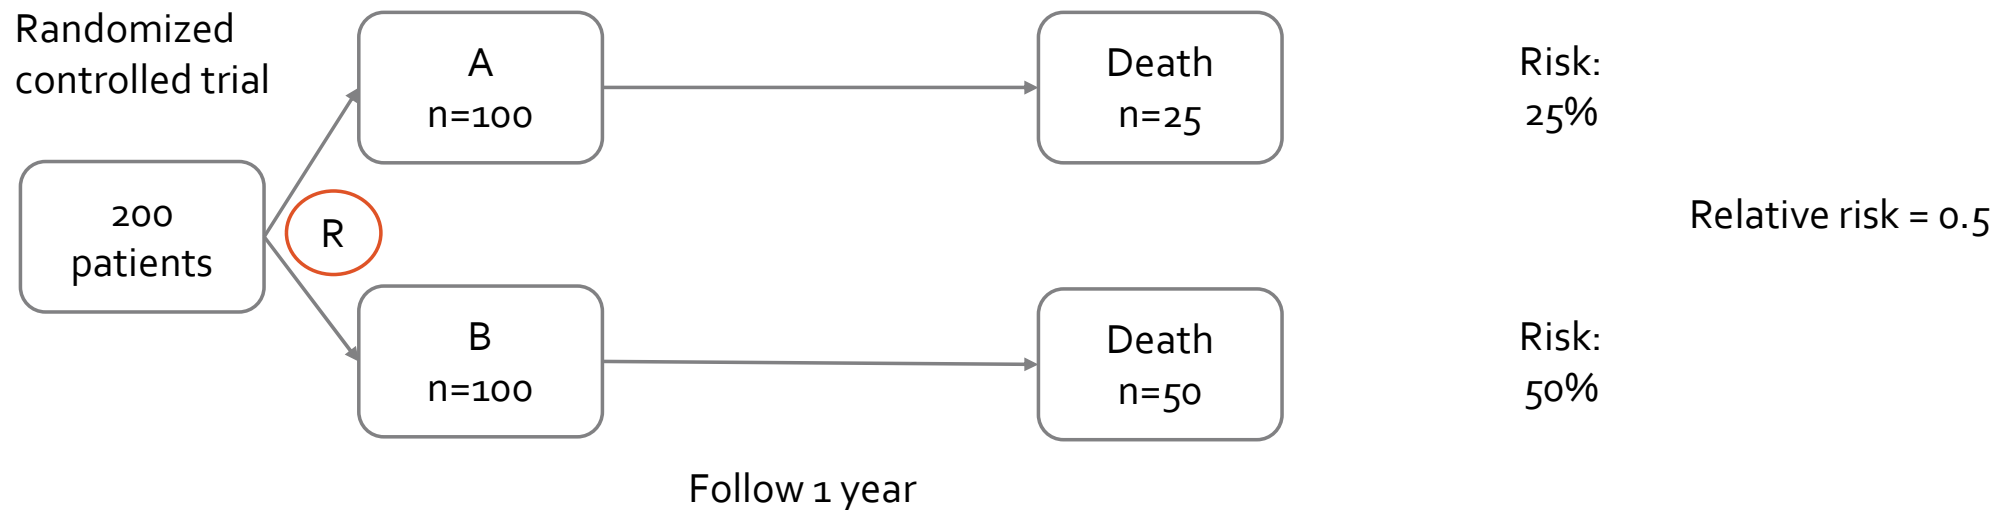 Randomized
controlled trial
200
patients
R
A
n=100
Death
n=25
Risk:
25%
Relative risk = 0.5
B
n=100
Death
n=50
Risk:
50%
Follow 1 year